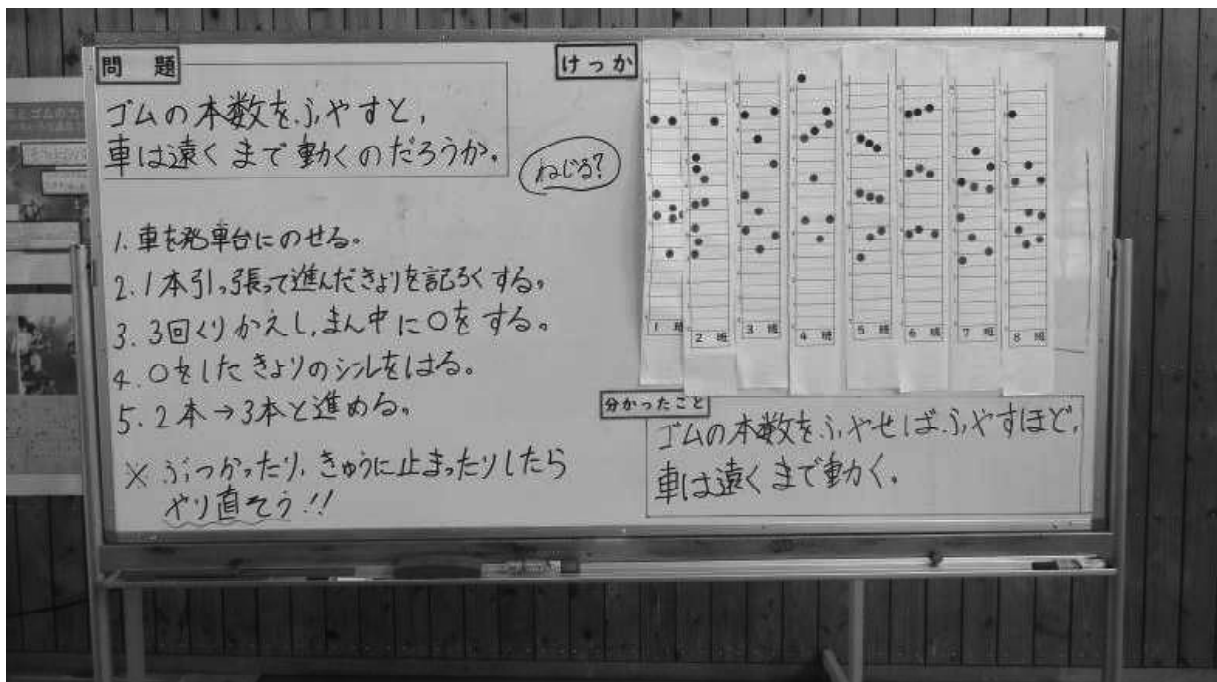 問 題
ゴムの本数をふやすと,
車は遠くまで動くのだろうか。
ねじる?
1. 車を発車台にのせる。
2. 1本引っ張って進んだきょりを記ろくする。
3. 3回くりかえし,まん中に○をする。
4. ○をしたきょりのシールをはる。
5. 2本→3本と進める。
※ ぶつかったり,きゅうに止まったりしたら
やり直そう!!
けっか
1 班
2 班
3 班
4 班
5 班
6 班
7 班
8 班
分かったこと
ゴムの本数をふやせばふやすほど,
車は遠くまで動く。